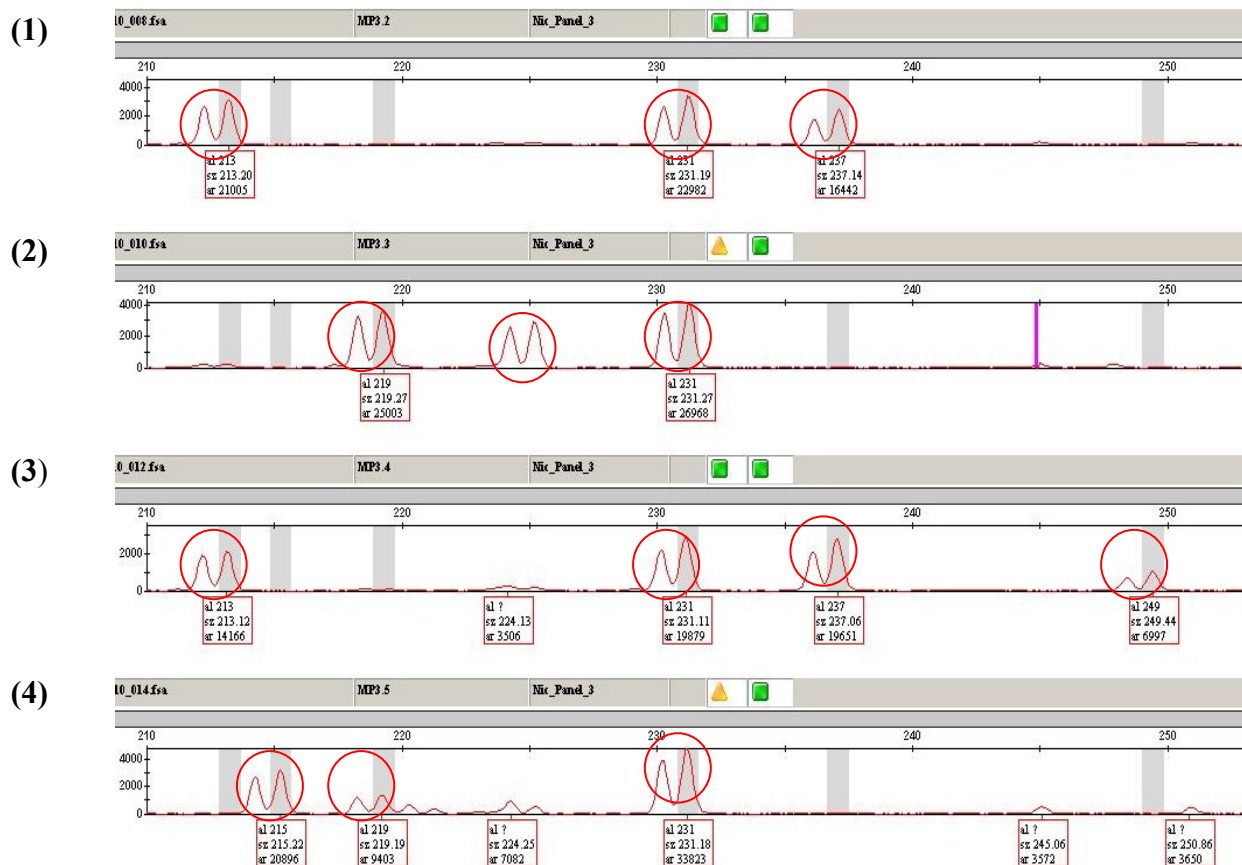 (1)
10_008.fsa MP3.2 Nic_Panel_3
210 220 230 240 250
4000
2000
0
al 213
sz 213.20
ar 21005
al 231
sz 231.19
ar 22982
al 237
sz 237.14
ar 16442
(2)
10_010.fsa MP3.3 Nic_Panel_3
210 220 230 240 250
4000
2000
0
al 219
sz 219.27
ar 25003
al 231
sz 231.27
ar 26968
(3)
10_012.fsa MP3.4 Nic_Panel_3
210 220 230 240 250
2000
0
al 213
sz 213.12
ar 14166
al ?
sz 224.13
ar 3506
al 231
sz 231.11
ar 19879
al 237
sz 237.06
ar 19651
al 249
sz 249.44
ar 6997
(4)
10_014.fsa MP3.5 Nic_Panel_3
210 220 230 240 250
4000
2000
0
al 215
sz 215.22
ar 20896
al 219
sz 219.19
ar 9403
al ?
sz 224.25
ar 7082
al 231
sz 231.18
ar 33823
al ?
sz 245.06
ar 3572
al ?
sz 250.86
ar 3650